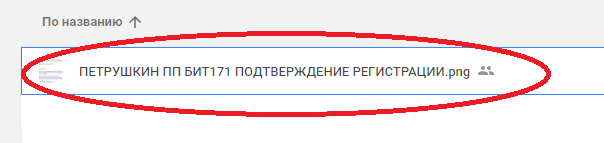 По названию
ПЕТРУШКИН ПП БИТ171 ПОДТВЕРЖДЕНИЕ РЕГИСТРАЦИИ.png